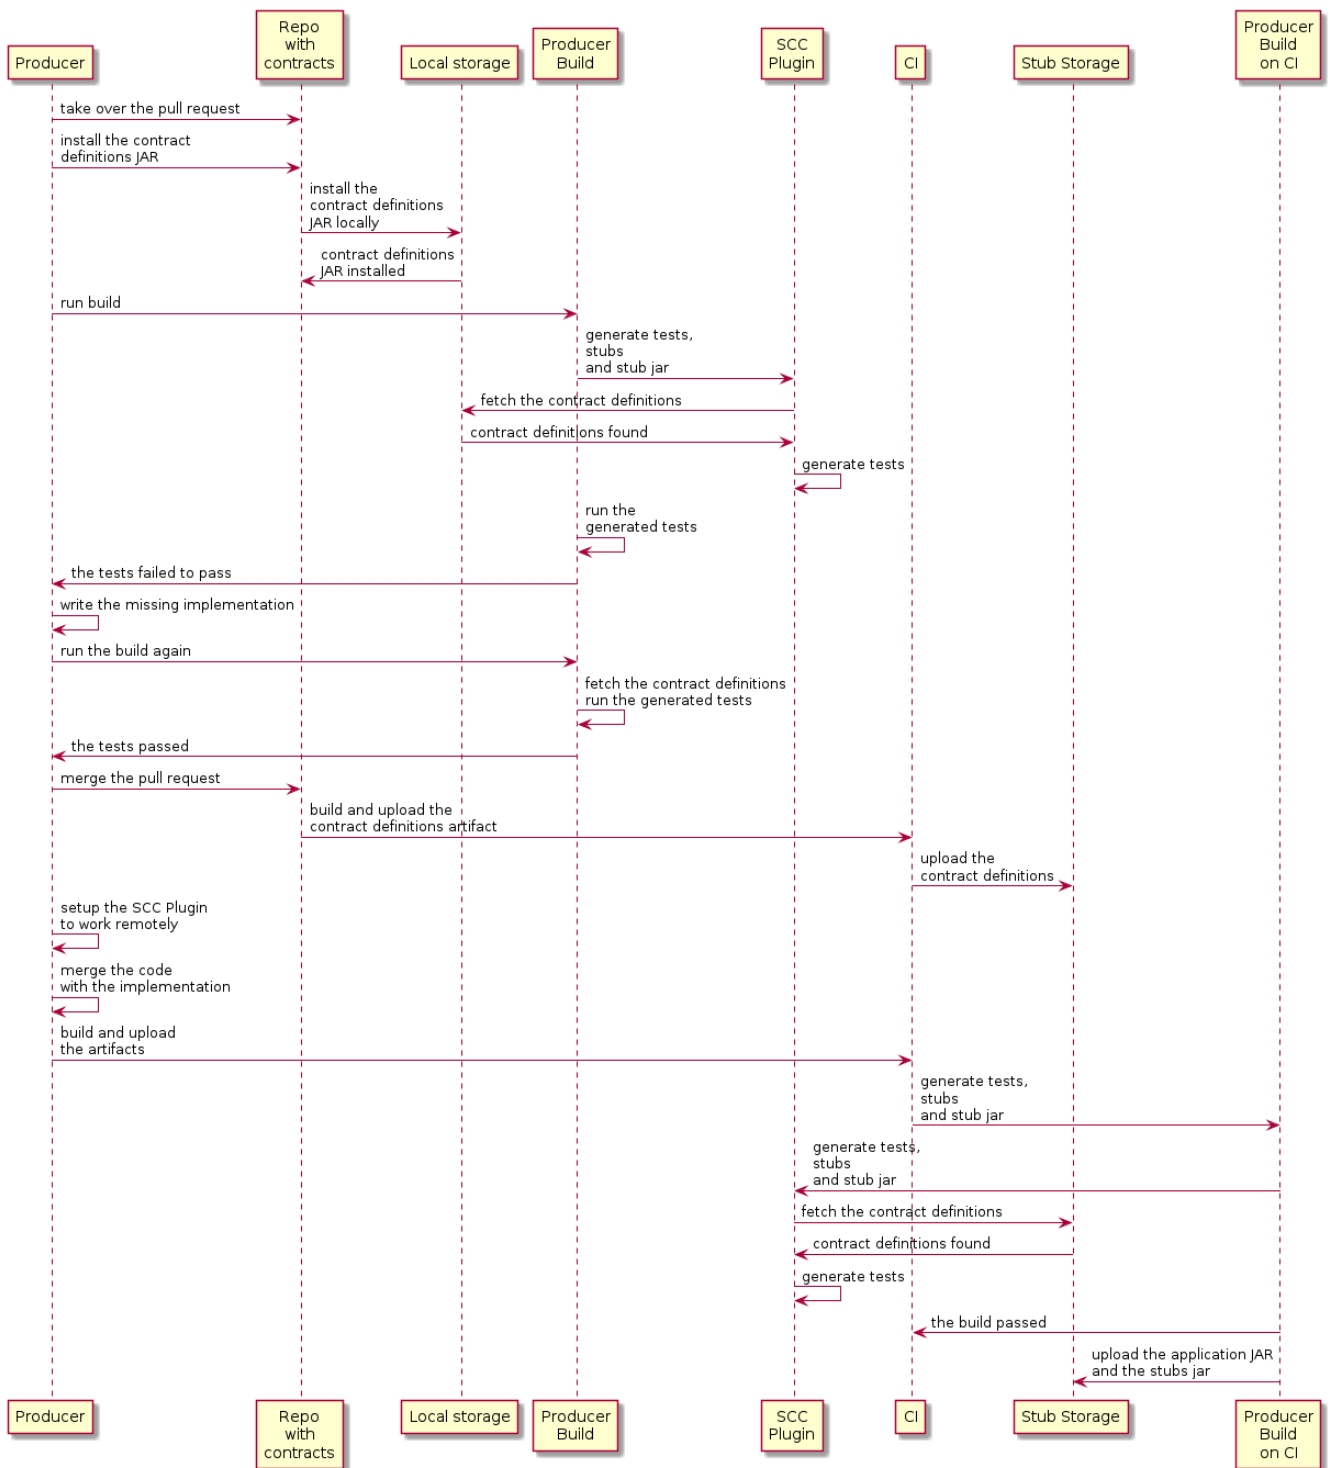 Repo
with
contracts
Producer
Build
on CI
Producer
Build
SCC
Plugin
Producer
Local storage
CI
Stub Storage
take over the pull request
install the contract
definitions JAR
install the
contract definitions
JAR locally
contract definitions
JAR installed
run build
generate tests,
stubs
and stub jar
fetch the contract definitions
contract definitions found
generate tests
run the
generated tests
the tests failed to pass
write the missing implementation
run the build again
fetch the contract definitions
run the generated tests
the tests passed
merge the pull request
build and upload the
contract definitions artifact
upload the
contract definitions
setup the SCC Plugin
to work remotely
merge the code
with the implementation
build and upload
the artifacts
generate tests,
stubs
and stub jar
generate tests,
stubs
and stub jar
fetch the contract definitions
contract definitions found
generate tests
the build passed
upload the application JAR
and the stubs jar
Producer
Repo
with
contracts
Local storage
Producer
Build
SCC
Plugin
CI
Stub Storage
Producer
Build
on CI